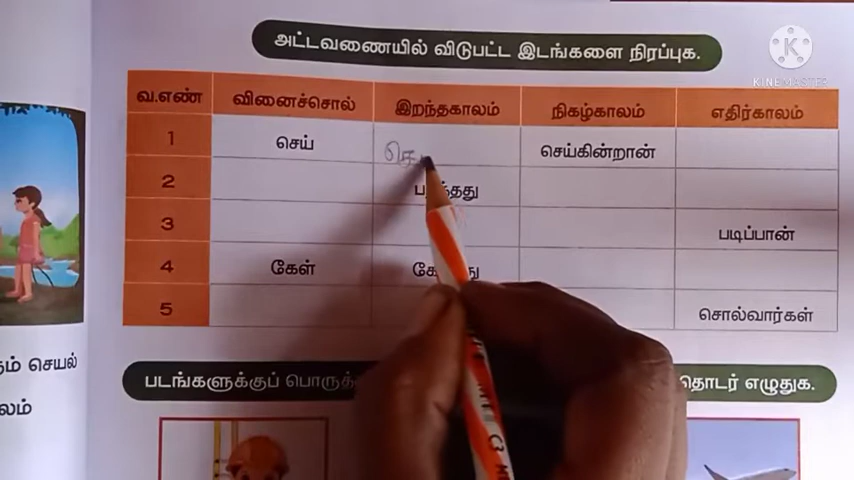 அட்டவணையில் விடுபட்ட இடங்களை நிரப்புக.
K
KINEMASTER
வ.எண் வினைச்சொல் இறந்தகாலம் நிகழ்காலம் எதிர்காலம்
1 செய் செ செய்கின்றான்
2
3 படிப்பான்
4 கேள்
5 சொல்வார்கள்
செயல்
படங்களுக்குப் தொடர் எழுதுக.